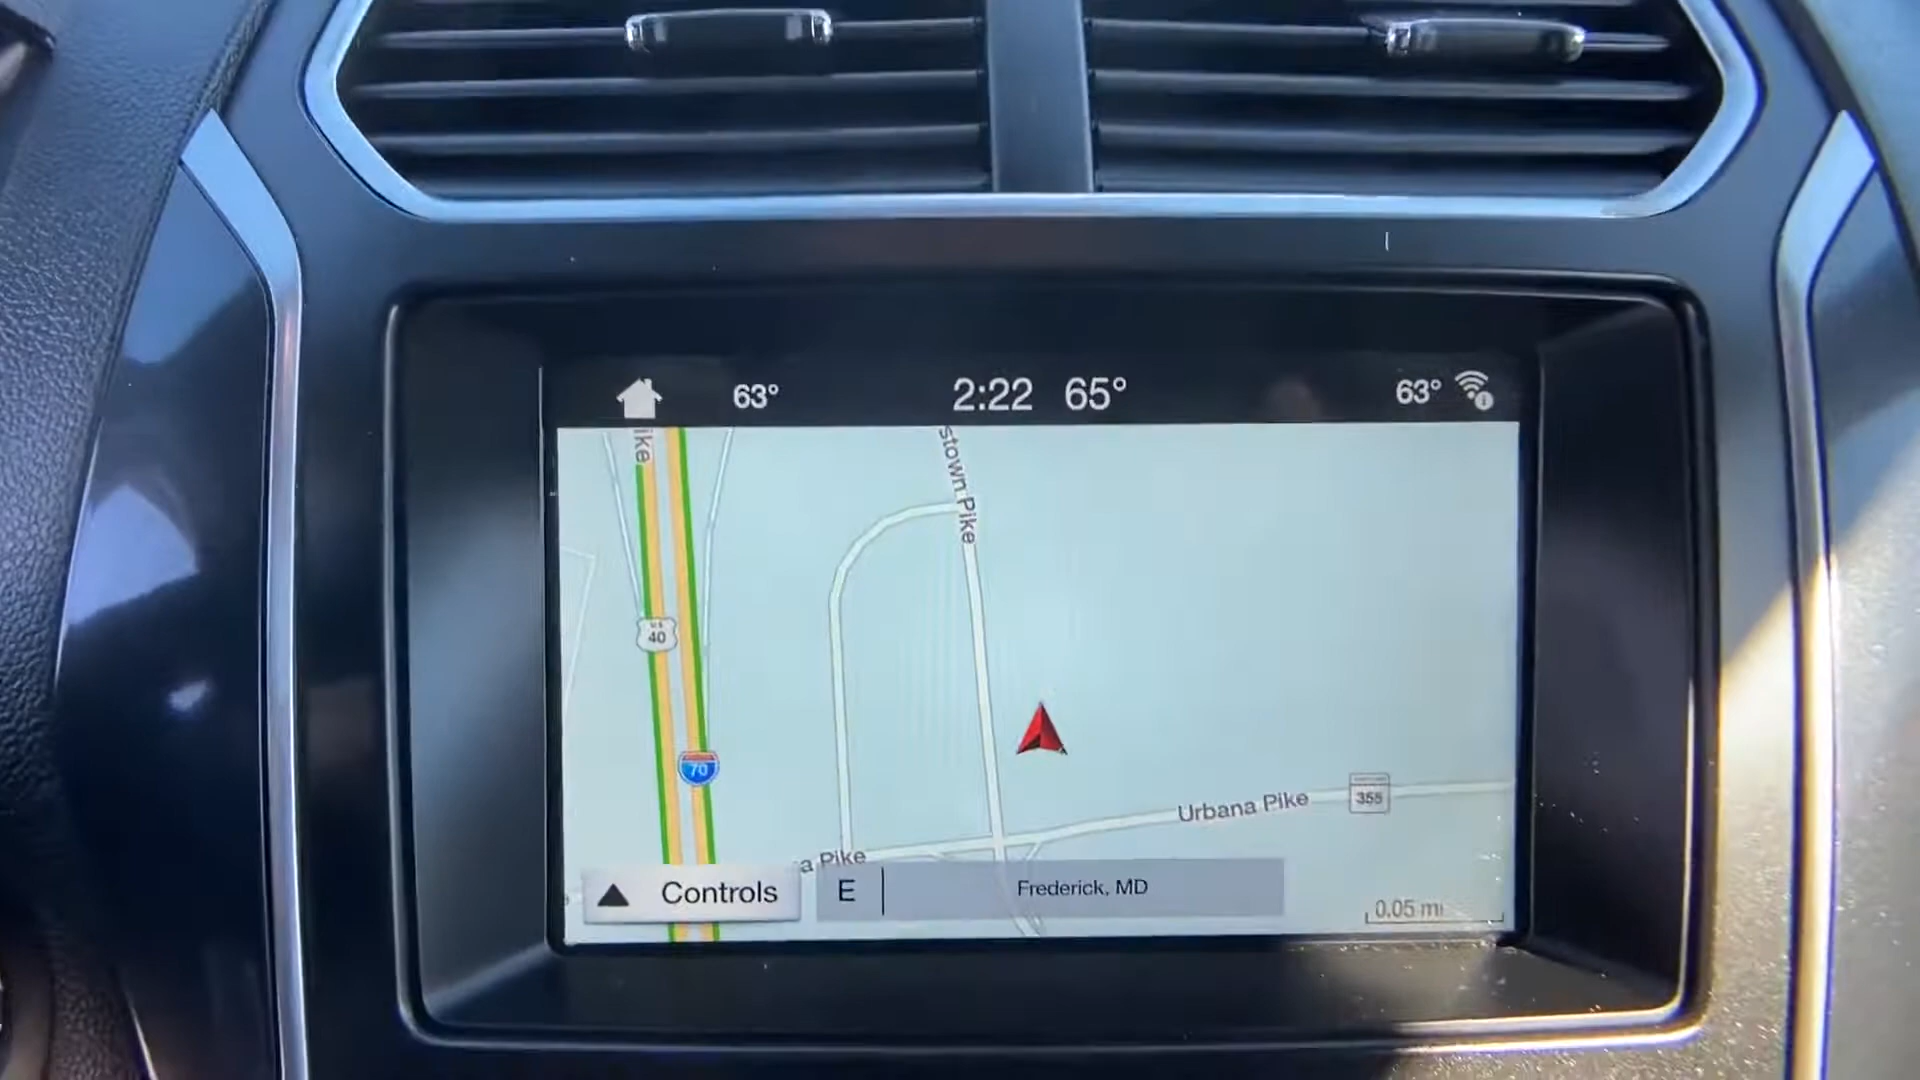 63° 2:22 65° 63°
ike
stown Pike
U.S.
40
70
Urbana Pike
355
a Pike
Controls
E
Frederick, MD
0.05 mi